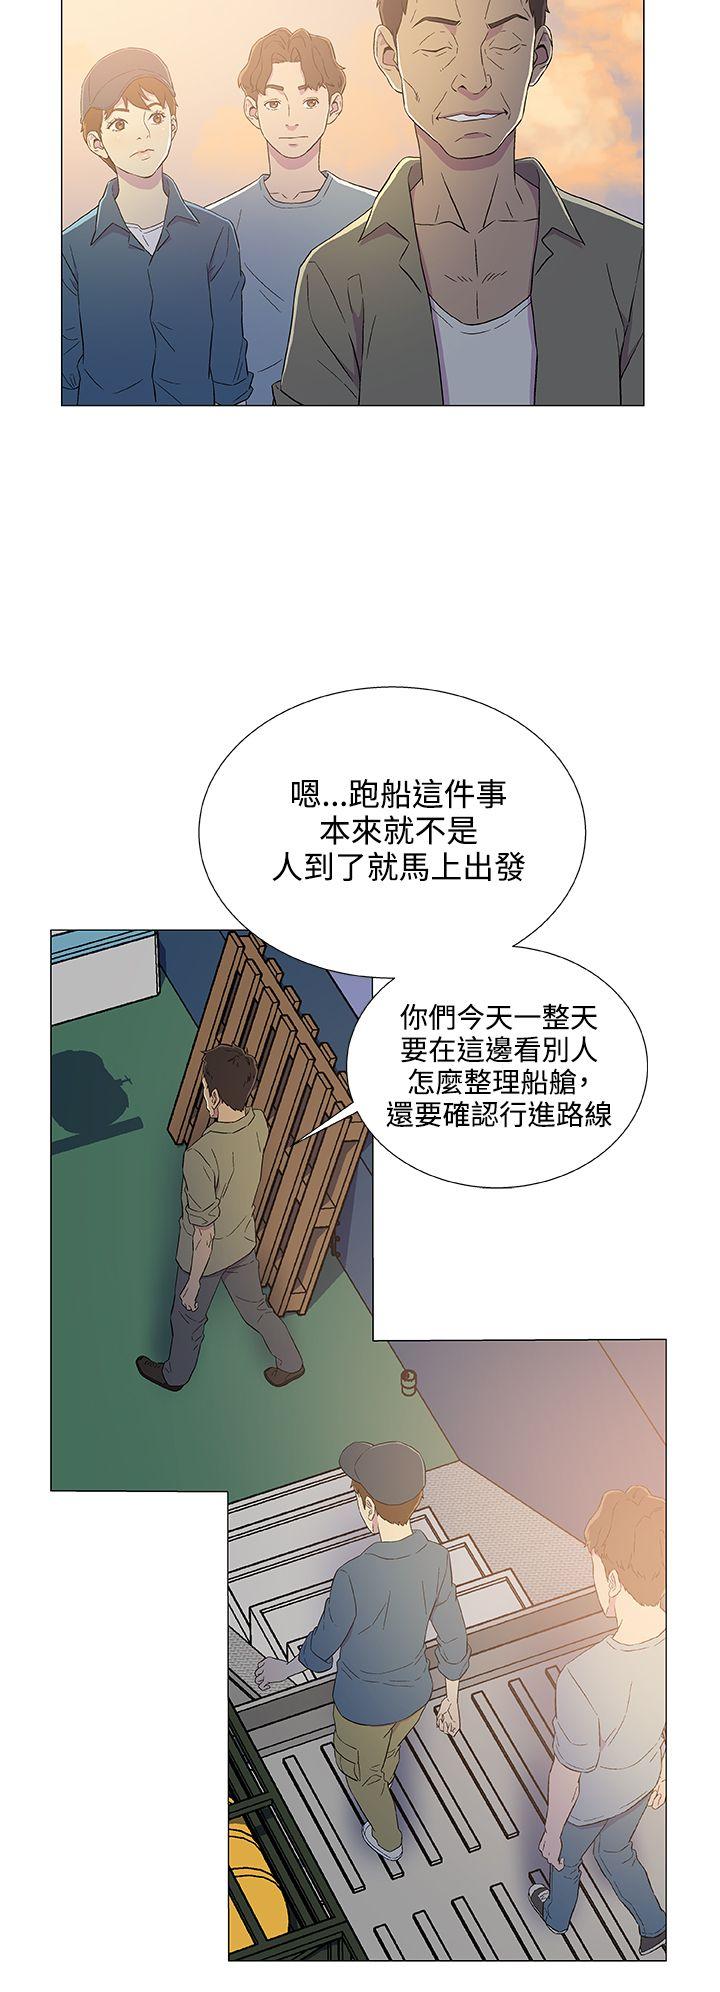 嗯...跑船這件事
本來就不是
人到了就馬上出發
你們今天一整天
要在這邊看別人
怎麼整理船艙,
還要確認行進路線